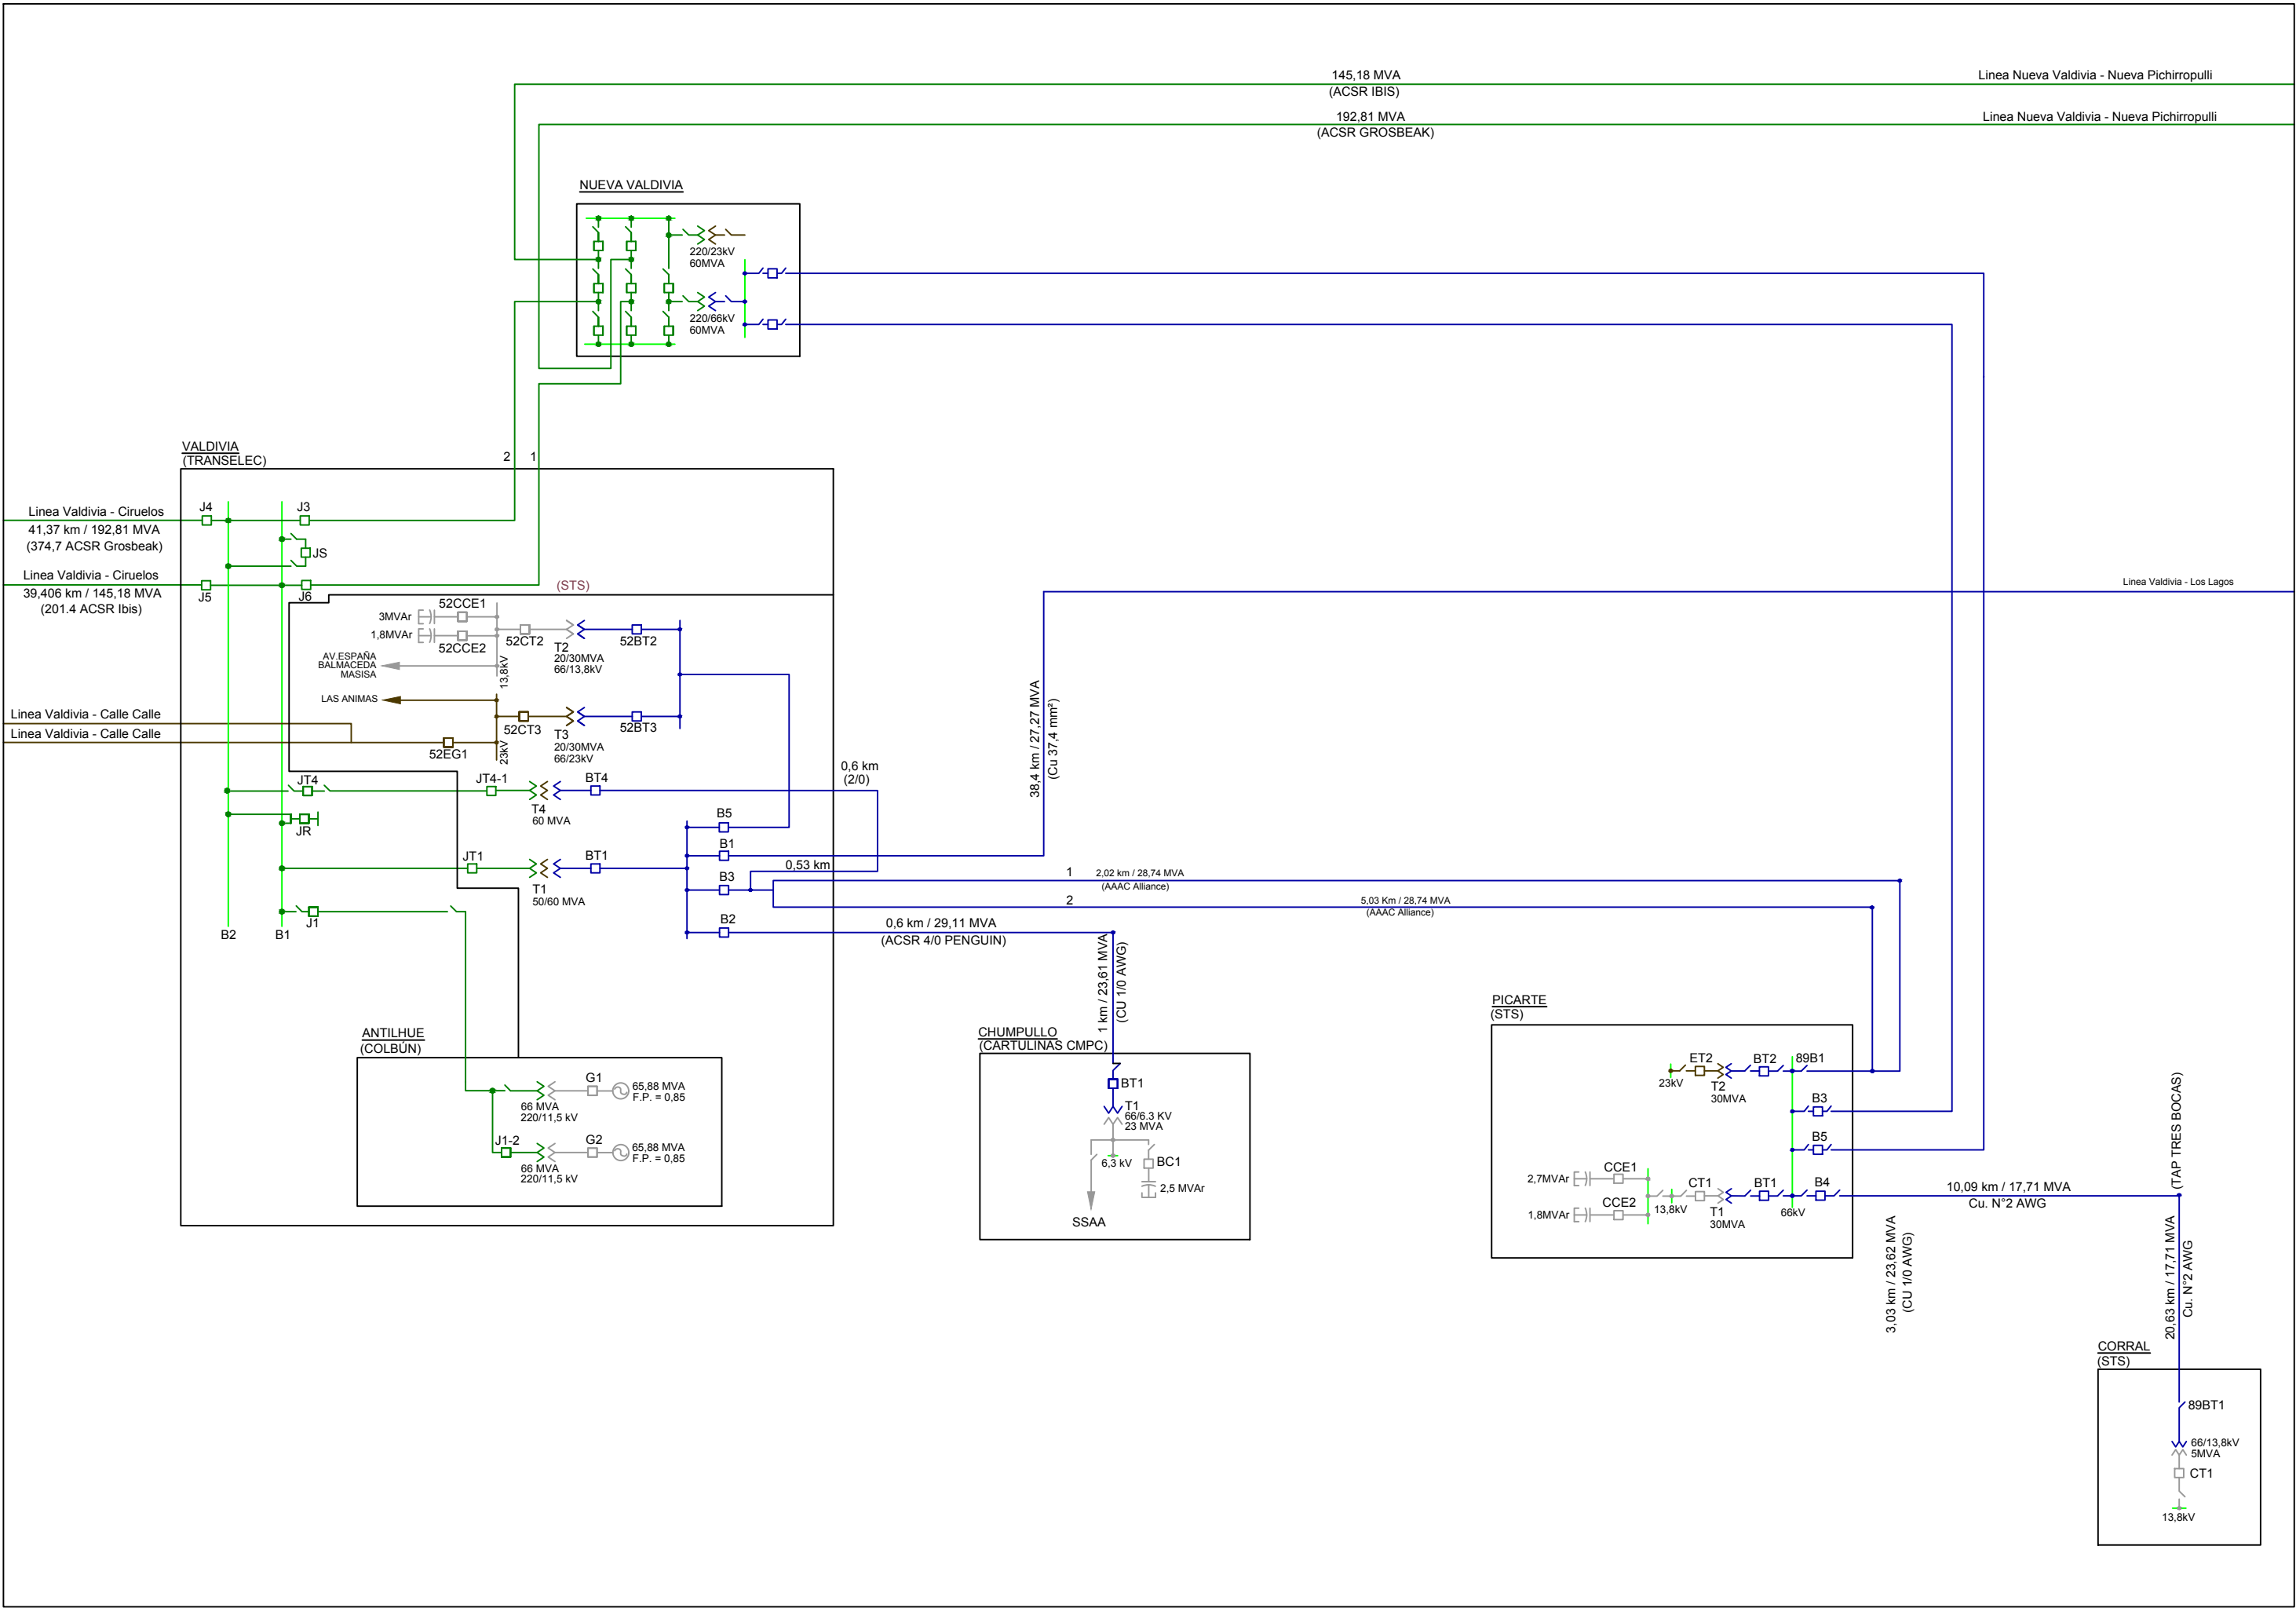 145,18 MVA
(ACSR IBIS)
Linea Nueva Valdivia - Nueva Pichirropulli
192,81 MVA
(ACSR GROSBEAK)
Linea Nueva Valdivia - Nueva Pichirropulli
NUEVA VALDIVIA
220/23kV
60MVA
220/66kV
60MVA
VALDIVIA
(TRANSELEC)
2
1
Linea Valdivia - Ciruelos
41,37 km / 192,81 MVA
(374,7 ACSR Grosbeak)
J4
J3
JS
Linea Valdivia - Ciruelos
39,406 km / 145,18 MVA
(201.4 ACSR Ibis)
J5
J6
(STS)
Linea Valdivia - Los Lagos
3MVAr
52CCE1
1,8MVAr
52CCE2
52CT2
T2
20/30MVA
66/13,8kV
52BT2
AV.ESPAÑA
BALMACEDA
MASISA
13,8kV
LAS ANIMAS
Linea Valdivia - Calle Calle
Linea Valdivia - Calle Calle
52EG1
23kV
52CT3
T3
20/30MVA
66/23kV
52BT3
JT4
JT4-1
T4
60 MVA
BT4
0,6 km
(2/0)
JR
JT1
T1
50/60 MVA
BT1
B5
B1
0,53 km
B3
B2
38,4 km / 27,27 MVA
(Cu 37,4 mm²)
1
2,02 km / 28,74 MVA
(AAAC Alliance)
2
5,03 Km / 28,74 MVA
(AAAC Alliance)
0,6 km / 29,11 MVA
(ACSR 4/0 PENGUIN)
J1
B2
B1
1 km / 23,61 MVA
(CU 1/0 AWG)
ANTILHUE
(COLBÚN)
G1
65,88 MVA
F.P. = 0,85
66 MVA
220/11,5 kV
J1-2
G2
65,88 MVA
F.P. = 0,85
66 MVA
220/11,5 kV
CHUMPULLO
(CARTULINAS CMPC)
BT1
T1
66/6.3 KV
23 MVA
6,3 kV
BC1
2,5 MVAr
SSAA
PICARTE
(STS)
ET2
23kV
T2
30MVA
BT2
89B1
B3
B5
2,7MVAr
CCE1
1,8MVAr
CCE2
13,8kV
CT1
T1
30MVA
BT1
66kV
B4
10,09 km / 17,71 MVA
Cu. N°2 AWG
(TAP TRES BOCAS)
3,03 km / 23,62 MVA
(CU 1/0 AWG)
20,63 km / 17,71 MVA
Cu. N°2 AWG
CORRAL
(STS)
89BT1
66/13,8kV
5MVA
CT1
13,8kV